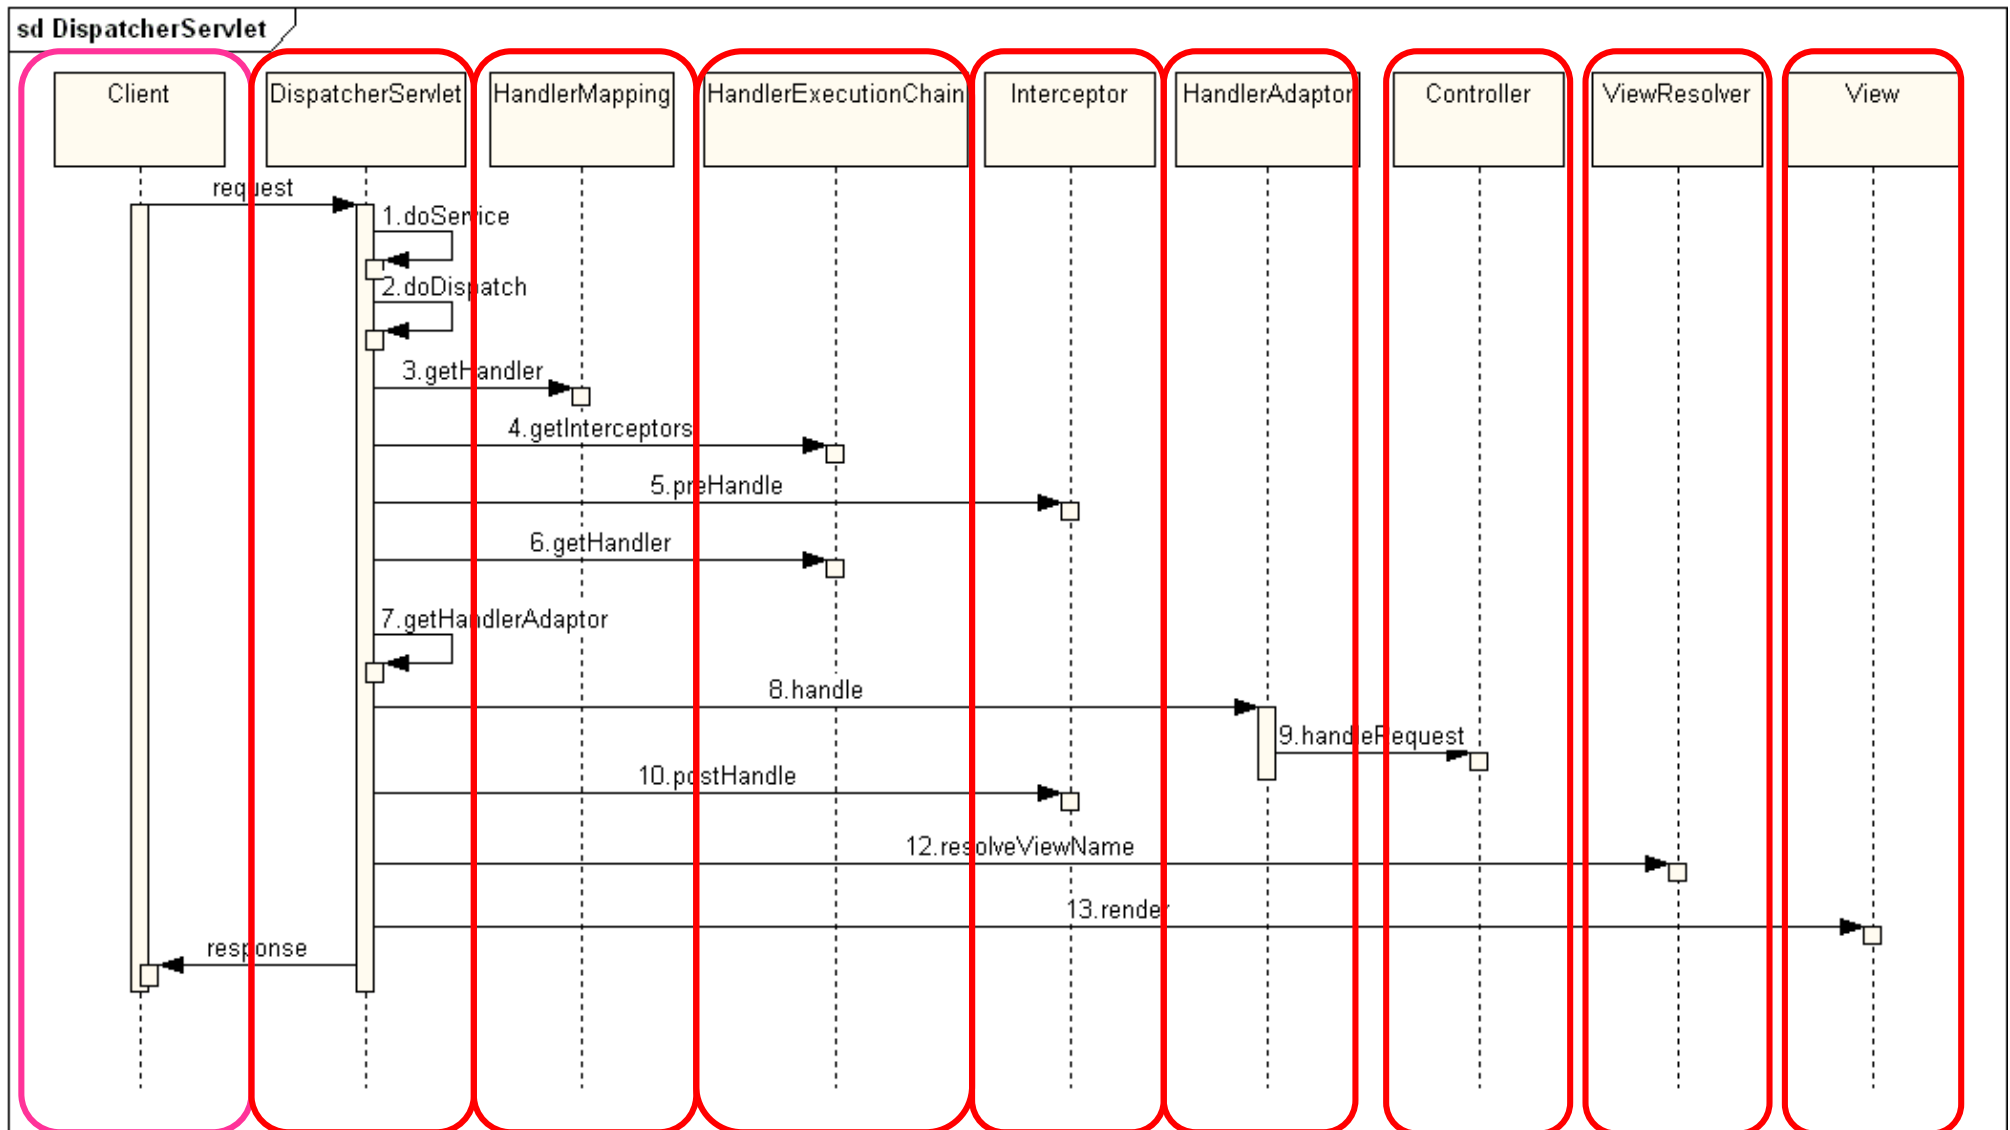 sd DispatcherServlet
Client
DispatcherServlet
HandlerMapping
HandlerExecutionChain
Interceptor
HandlerAdaptor
Controller
ViewResolver
View
request
1.doService
2.doDispatch
3.getHandler
4.getInterceptors
5.preHandle
6.getHandler
7.getHandlerAdaptor
8.handle
9.handleRequest
10.postHandle
12.resolveViewName
13.render
response